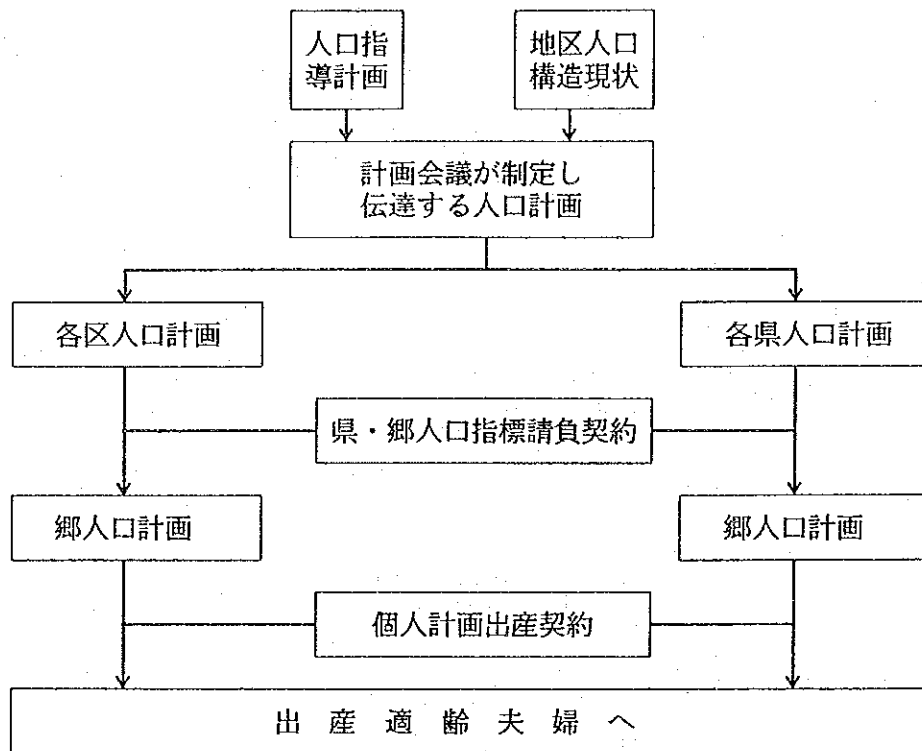 人口指
導計画
地区人口
構造現状
計画会議が制定し
伝達する人口計画
各区人口計画
各県人口計画
県・郷人口指標請負契約
郷人口計画
郷人口計画
個人計画出産契約
出産適齢夫婦へ